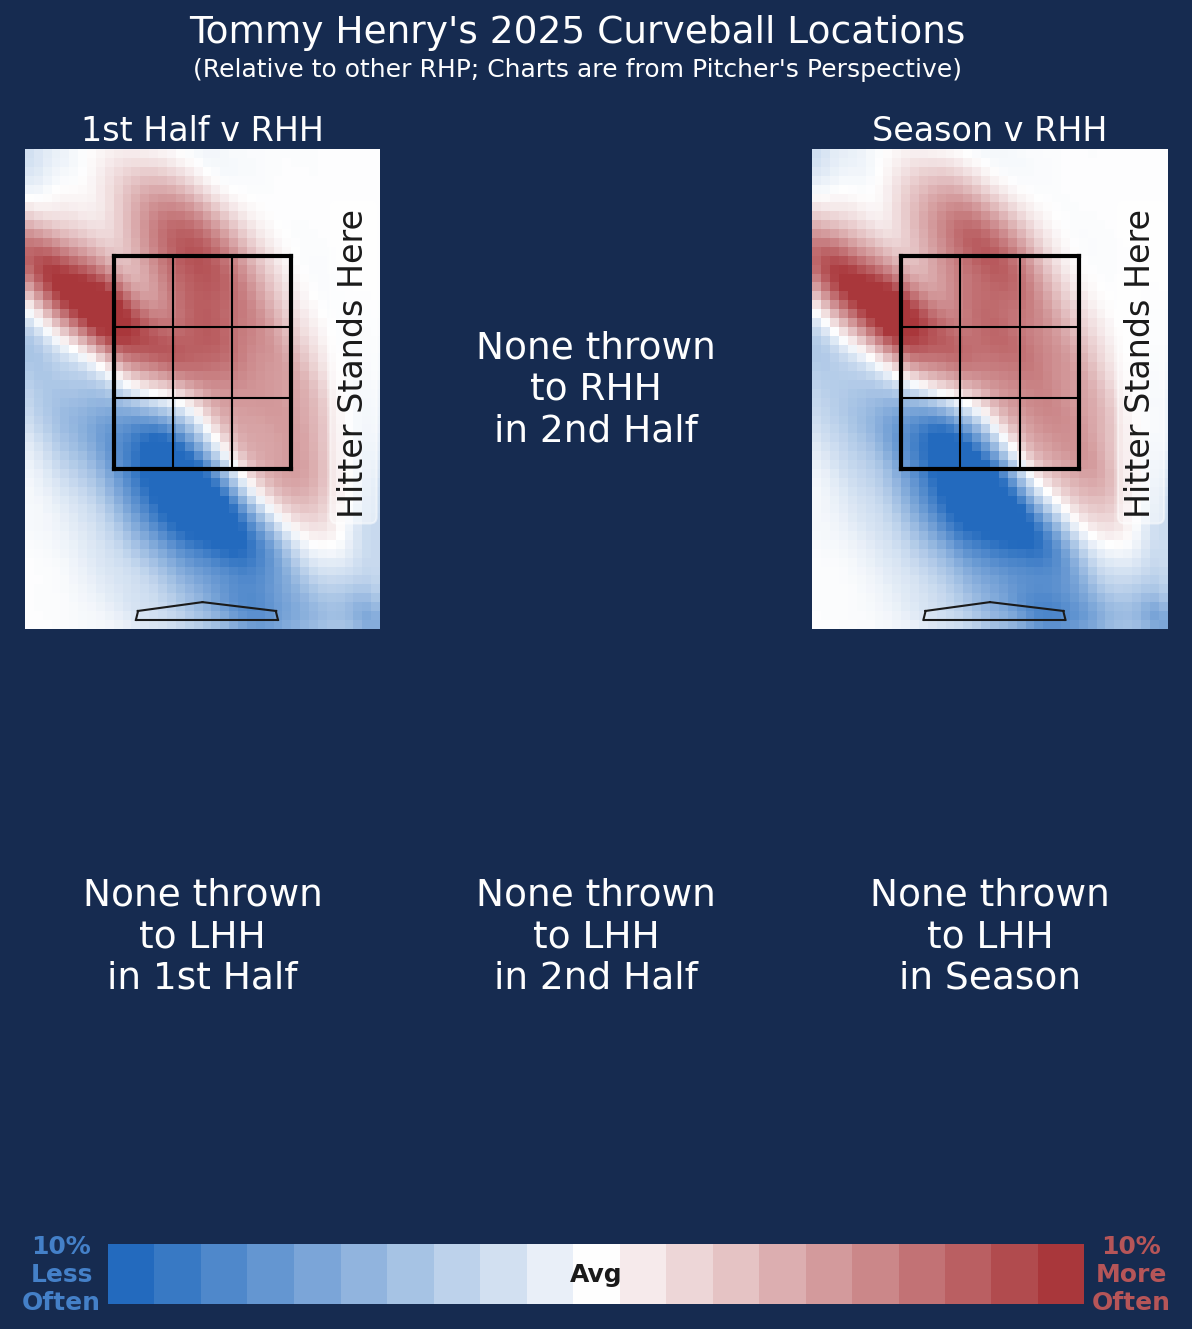 Tommy Henry's 2025 Curveball Locations
(Relative to other RHP; Charts are from Pitcher's Perspective)
1st Half v RHH
Season v RHH
Hitter Stands Here
None thrown
to RHH
in 2nd Half
Hitter Stands Here
None thrown
to LHH
in 1st Half
None thrown
to LHH
in 2nd Half
None thrown
to LHH
in Season
10%
Less
Often
Avg
10%
More
Often